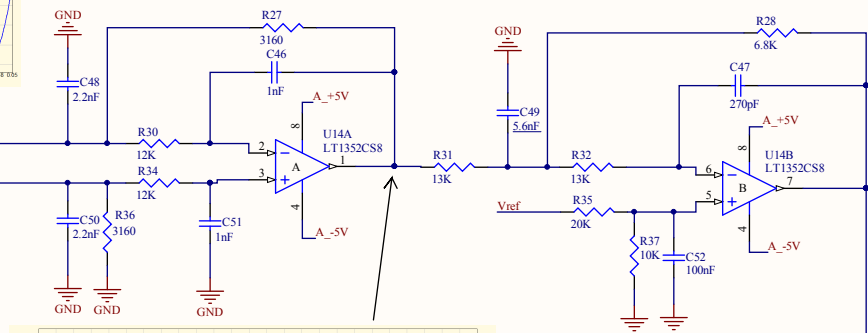 GND
R27
3160
C46
1nF
C48
2.2nF
A_+5V
8
U14A
LT1352CS8
R30
12K
2
A
1
3
R34
12K
4
A_-5V
C50
2.2nF
R36
3160
C51
1nF
GND
GND
GND
GND
C49
5.6nF
R31
13K
R28
6.8K
C47
270pF
A_+5V
8
U14B
LT1352CS8
R32
13K
6
B
7
5
Vref
R35
20K
4
A_-5V
R37
10K
C52
100nF